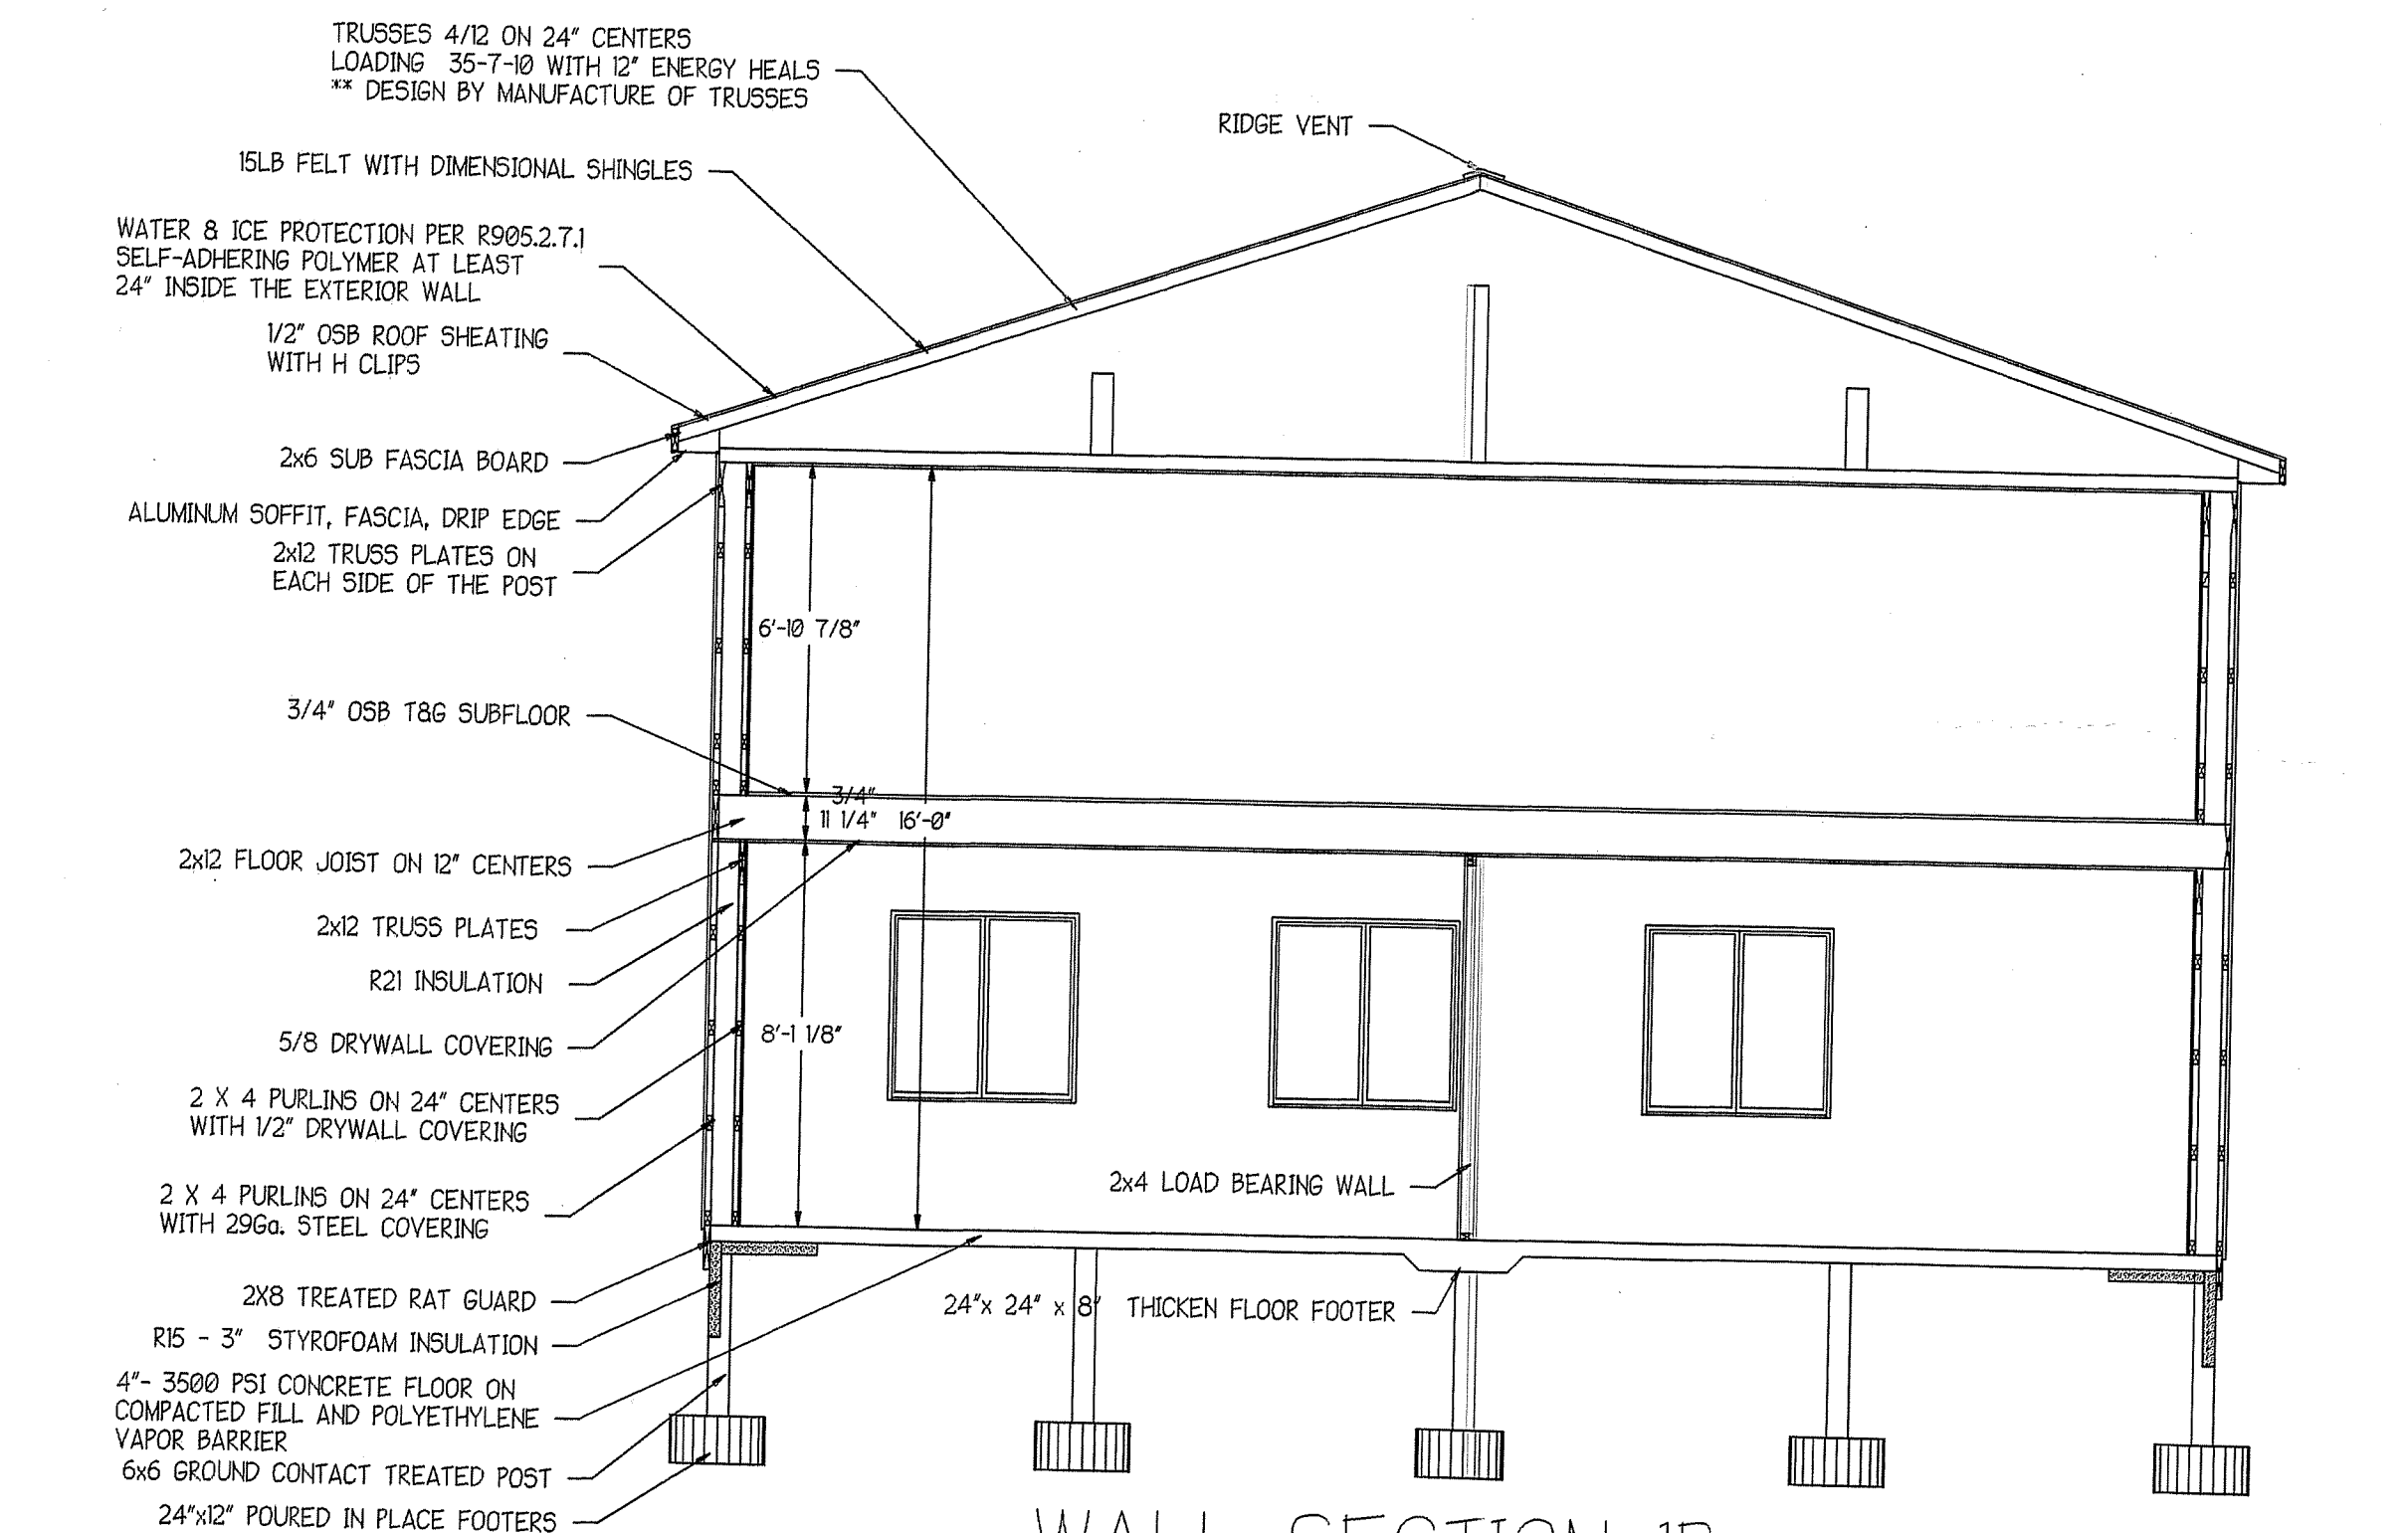 TRUSSES 4/12 ON 24" CENTERS
LOADING 35-7-10 WITH 12" ENERGY HEALS
** DESIGN BY MANUFACTURE OF TRUSSES
RIDGE VENT
15LB FELT WITH DIMENSIONAL SHINGLES
WATER & ICE PROTECTION PER R905.2.7.1
SELF-ADHERING POLYMER AT LEAST
24" INSIDE THE EXTERIOR WALL
1/2" OSB ROOF SHEATING
WITH H CLIPS
2x6 SUB FASCIA BOARD
ALUMINUM SOFFIT, FASCIA, DRIP EDGE
2x12 TRUSS PLATES ON
EACH SIDE OF THE POST
6'-10 7/8"
3/4" OSB T&G SUBFLOOR
3/4"
11 1/4" 16'-0"
2x12 FLOOR JOIST ON 12" CENTERS
2x12 TRUSS PLATES
R21 INSULATION
5/8 DRYWALL COVERING
8'-1 1/8"
2 X 4 PURLINS ON 24" CENTERS
WITH 1/2" DRYWALL COVERING
2x4 LOAD BEARING WALL
2 X 4 PURLINS ON 24" CENTERS
WITH 29Ga. STEEL COVERING
2X8 TREATED RAT GUARD
24"x 24" x 8" THICKEN FLOOR FOOTER
R15 - 3" STYROFOAM INSULATION
4"- 3500 PSI CONCRETE FLOOR ON
COMPACTED FILL AND POLYETHYLENE
VAPOR BARRIER
6x6 GROUND CONTACT TREATED POST
24"x12" POURED IN PLACE FOOTERS
WALL SECTION